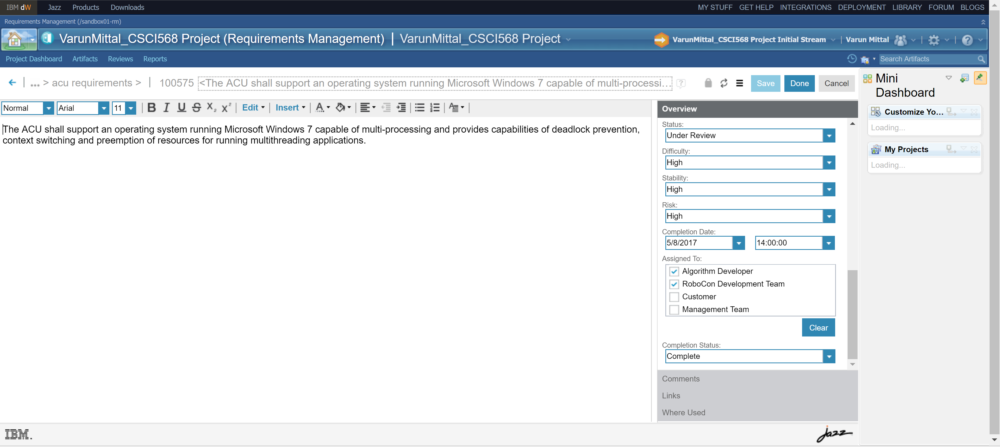 IBM dW Jazz Products Downloads MY STUFF GET HELP INTEGRATIONS DEPLOYMENT LIBRARY FORUM BLOGS
Requirements Management (/sandbox01-rm)
VarunMittal_CSCI568 Project (Requirements Management) | VarunMittal_CSCI568 Project VarunMittal_CSCI568 Project Initial Stream | Varun Mittal
Project Dashboard Artifacts Reviews Reports Search Artifacts
... > acu requirements > | 100575 <The ACU shall support an operating system running Microsoft Windows 7 capable of multi-processi... Save Done Cancel
Normal Arial 11 B I U S X2 X2 Edit Insert A A
The ACU shall support an operating system running Microsoft Windows 7 capable of multi-processing and provides capabilities of deadlock prevention,
context switching and preemption of resources for running multithreading applications.
Overview
Status:
Under Review
Difficulty:
High
Stability:
High
Risk:
High
Completion Date:
5/8/2017 14:00:00
Assigned To:
Algorithm Developer
RoboCon Development Team
Customer
Management Team
Clear
Completion Status:
Complete
Comments
Links
Where Used
Mini
Dashboard
Customize Yo...
Loading...
My Projects
Loading...
IBM. jazz